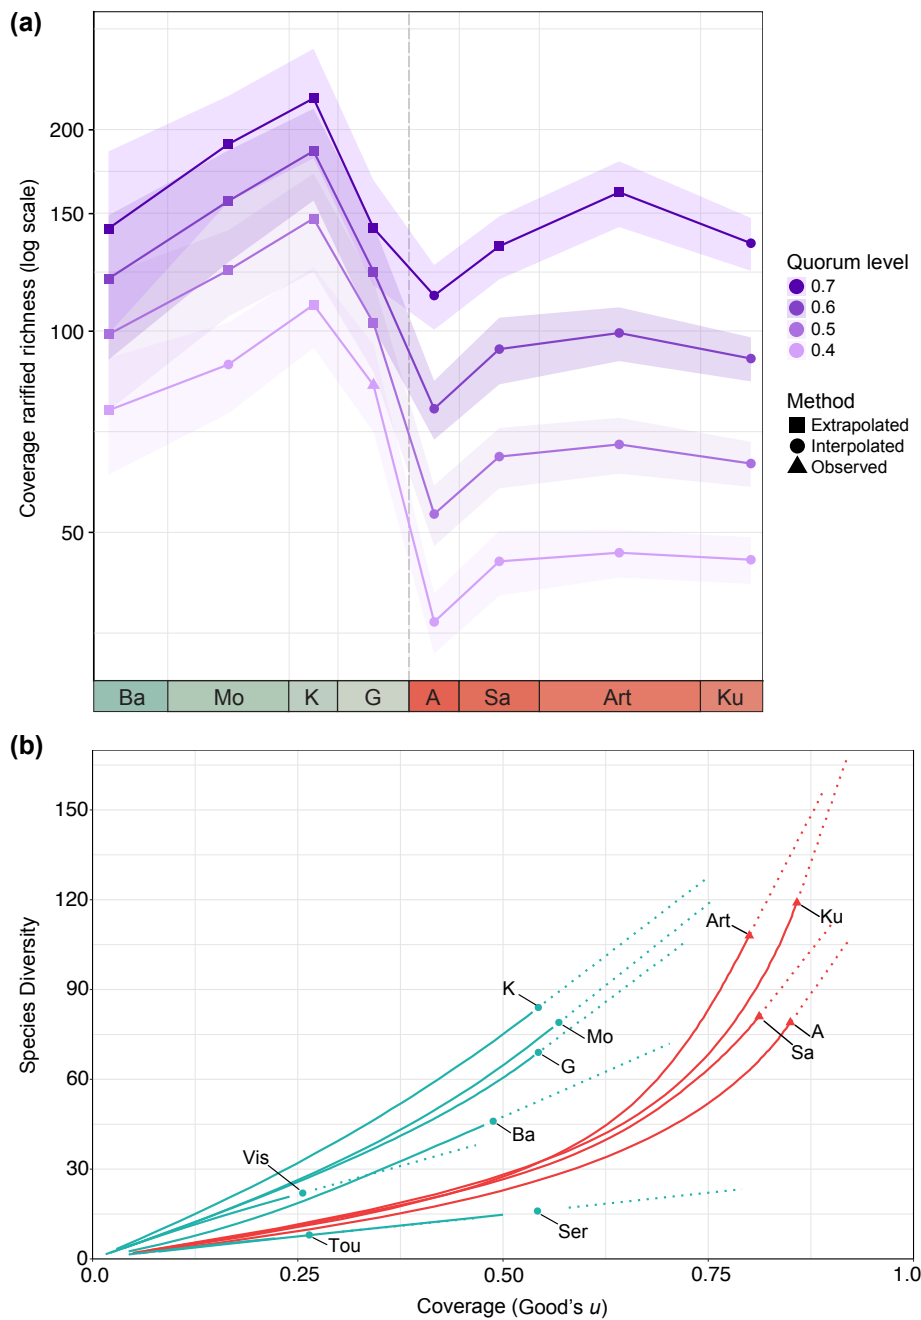 (a)
Coverage rarified richness (log scale)
200
150
100
50
Ba Mo K G A Sa Art Ku
Quorum level
0.7
0.6
0.5
0.4
Method
Extrapolated
Interpolated
Observed
(b)
Species Diversity
150
120
90
60
30
0
Art
Ku
K
Mo
A
G
Sa
Ba
Vis
Ser
Tou
0.0 0.25 0.50 0.75 1.0
Coverage (Good's u)